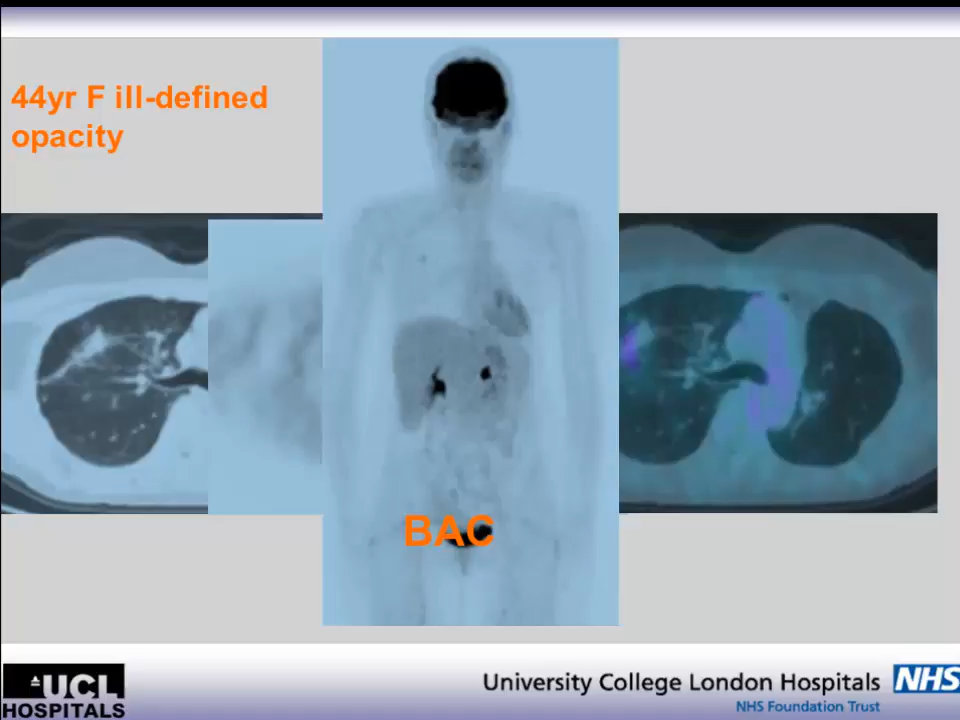 44yr F ill-defined
opacity
BAC
UCL
HOSPITALS
University College London Hospitals
NHS
NHS Foundation Trust